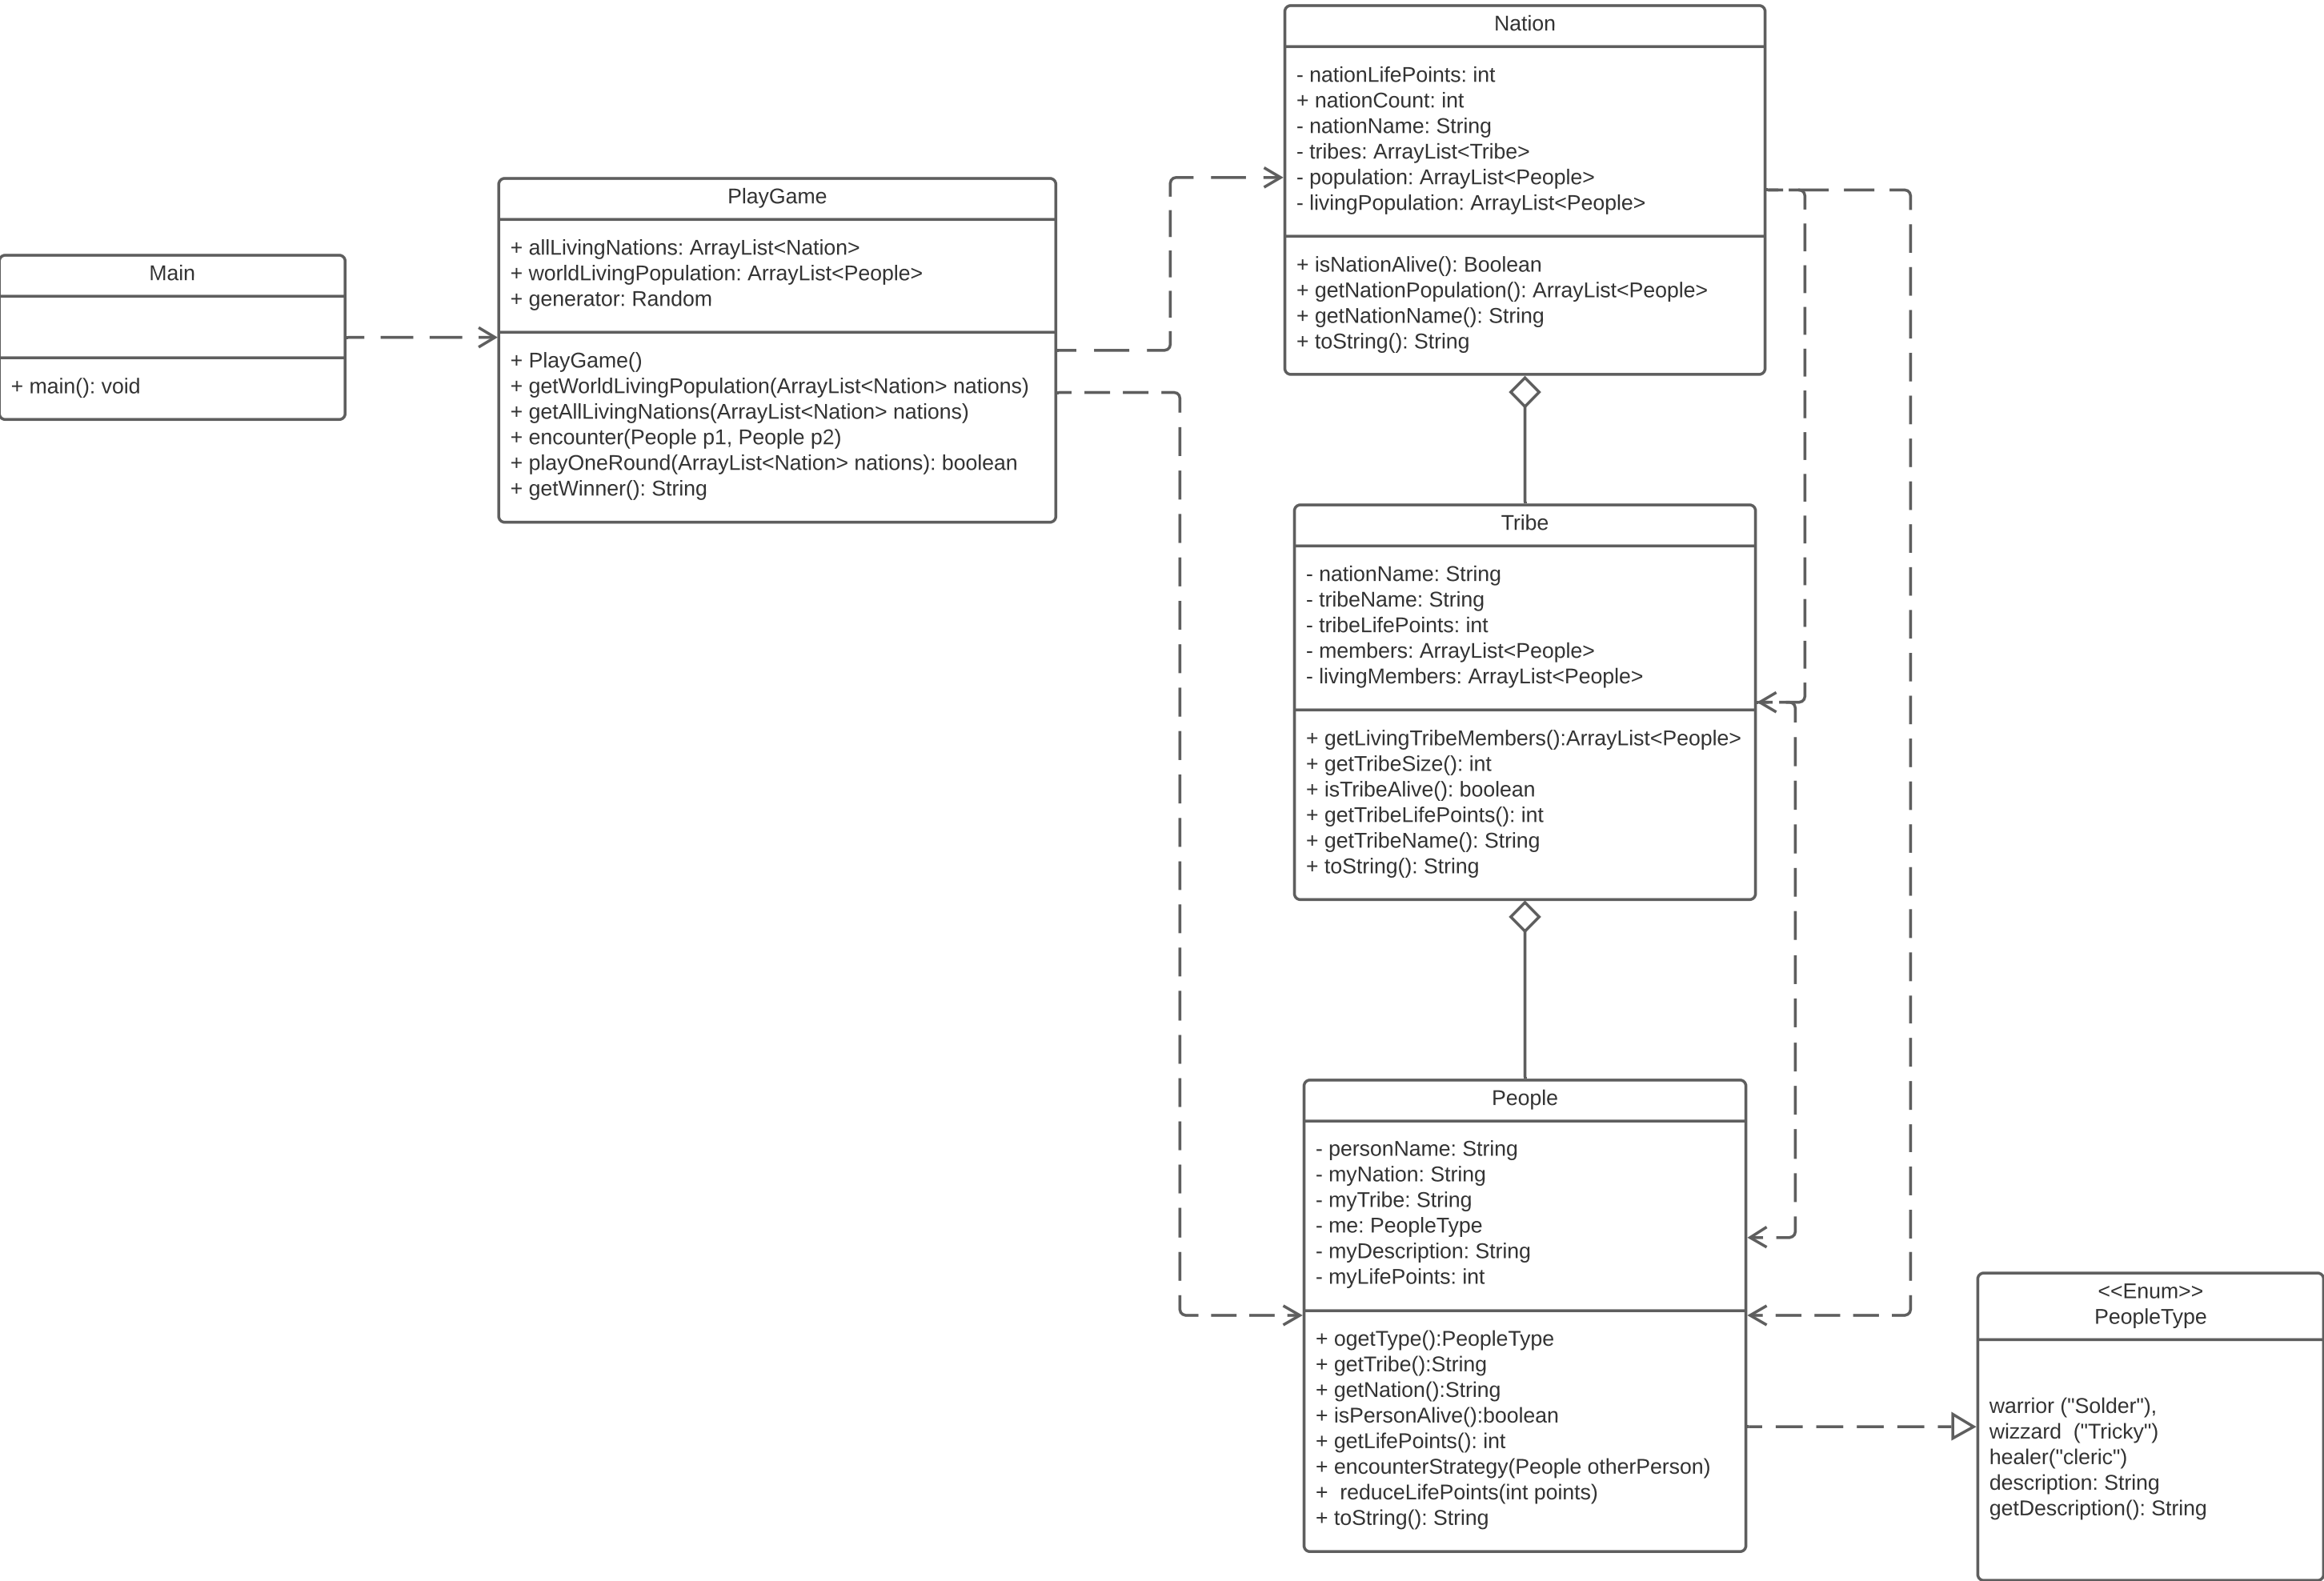 Main
+ main(): void
PlayGame
+ allLivingNations: ArrayList<Nation>
+ worldLivingPopulation: ArrayList<People>
+ generator: Random
+ PlayGame()
+ getWorldLivingPopulation(ArrayList<Nation> nations)
+ getAllLivingNations(ArrayList<Nation> nations)
+ encounter(People p1, People p2)
+ playOneRound(ArrayList<Nation> nations): boolean
+ getWinner(): String
Nation
- nationLifePoints: int
+ nationCount: int
- nationName: String
- tribes: ArrayList<Tribe>
- population: ArrayList<People>
- livingPopulation: ArrayList<People>
+ isNationAlive(): Boolean
+ getNationPopulation(): ArrayList<People>
+ getNationName(): String
+ toString(): String
Tribe
- nationName: String
- tribeName: String
- tribeLifePoints: int
- members: ArrayList<People>
- livingMembers: ArrayList<People>
+ getLivingTribeMembers():ArrayList<People>
+ getTribeSize(): int
+ isTribeAlive(): boolean
+ getTribeLifePoints(): int
+ getTribeName(): String
+ toString(): String
People
- personName: String
- myNation: String
- myTribe: String
- me: PeopleType
- myDescription: String
- myLifePoints: int
+ ogetType():PeopleType
+ getTribe():String
+ getNation():String
+ isPersonAlive():boolean
+ getLifePoints(): int
+ encounterStrategy(People otherPerson)
+  reduceLifePoints(int points)
+ toString(): String
<<Enum>>
PeopleType
warrior ("Solder"),
wizzard  ("Tricky")
healer("cleric")
description: String
getDescription(): String